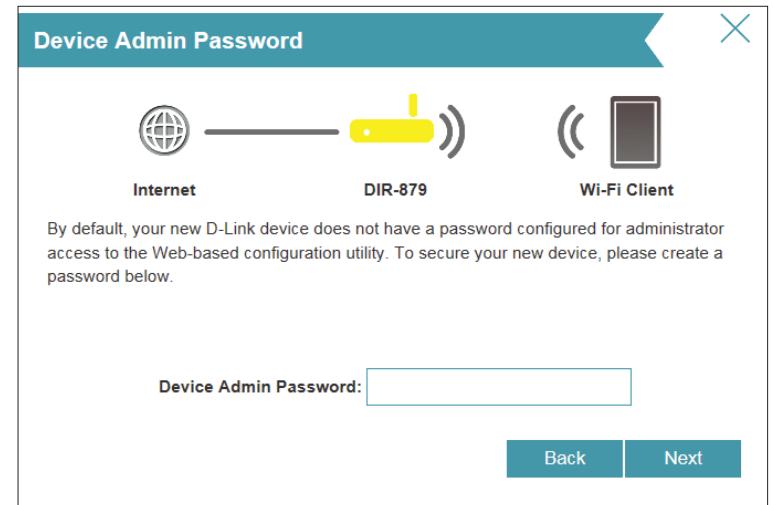 Device Admin Password
Internet
DIR-879
Wi-Fi Client
By default, your new D-Link device does not have a password configured for administrator
access to the Web-based configuration utility. To secure your new device, please create a
password below.
Device Admin Password:
Back
Next